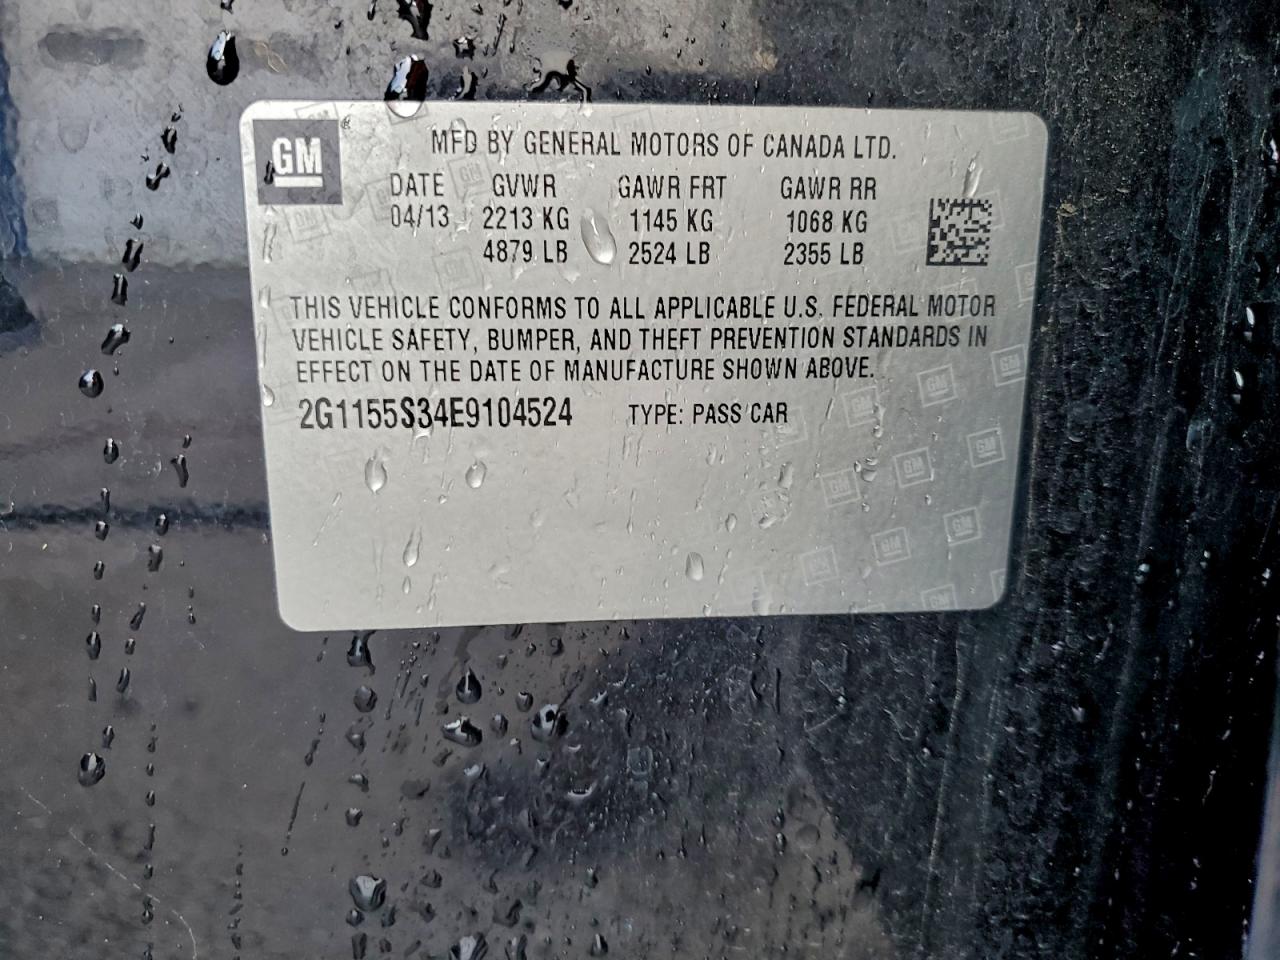 GM
MFD BY GENERAL MOTORS OF CANADA LTD.
DATE GVWR GAWR FRT GAWR RR
04/13 2213 KG 1145 KG 1068 KG
4879 LB 2524 LB 2355 LB
THIS VEHICLE CONFORMS TO ALL APPLICABLE U.S. FEDERAL MOTOR
VEHICLE SAFETY, BUMPER, AND THEFT PREVENTION STANDARDS IN
EFFECT ON THE DATE OF MANUFACTURE SHOWN ABOVE.
2G1155S34E9104524 TYPE: PASS CAR